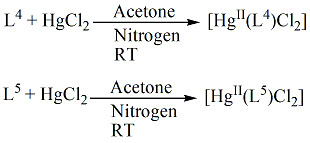 L⁴ + HgCl₂ Acetone [Hgᴵᴵ(L⁴)Cl₂]
Nitrogen
RT
L⁵ + HgCl₂ Acetone [Hgᴵᴵ(L⁵)Cl₂]
Nitrogen
RT